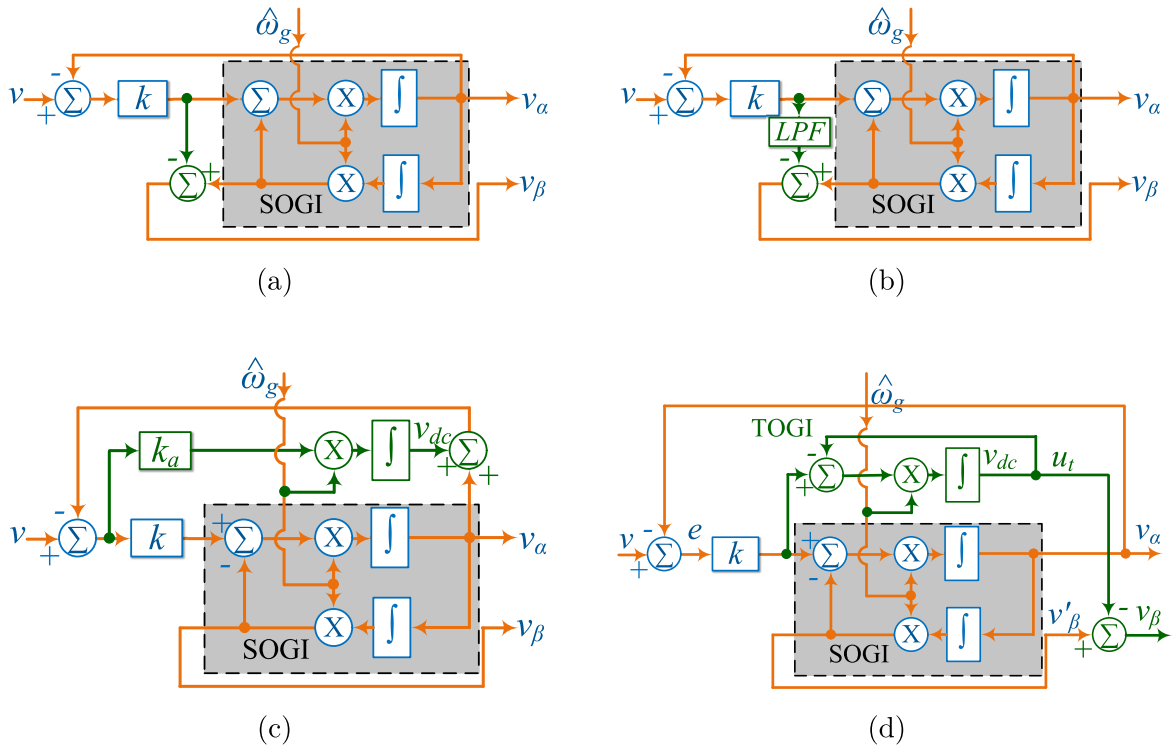 ω̂g
ω̂g
v + - Σ k Σ X ∫ vα
v + - Σ k Σ X ∫ vα
LPF
- + Σ X ∫ vβ
- + Σ X ∫ vβ
SOGI
SOGI
(a)
(b)
ω̂g
ω̂g
TOGI
ka X ∫ vdc + Σ +
- + Σ X ∫ vdc ut
v + - Σ k + - Σ X ∫ vα
v + - Σ e k + - Σ X ∫ vα
X ∫ vβ
X ∫ v'β + Σ - vβ
SOGI
SOGI
(c)
(d)